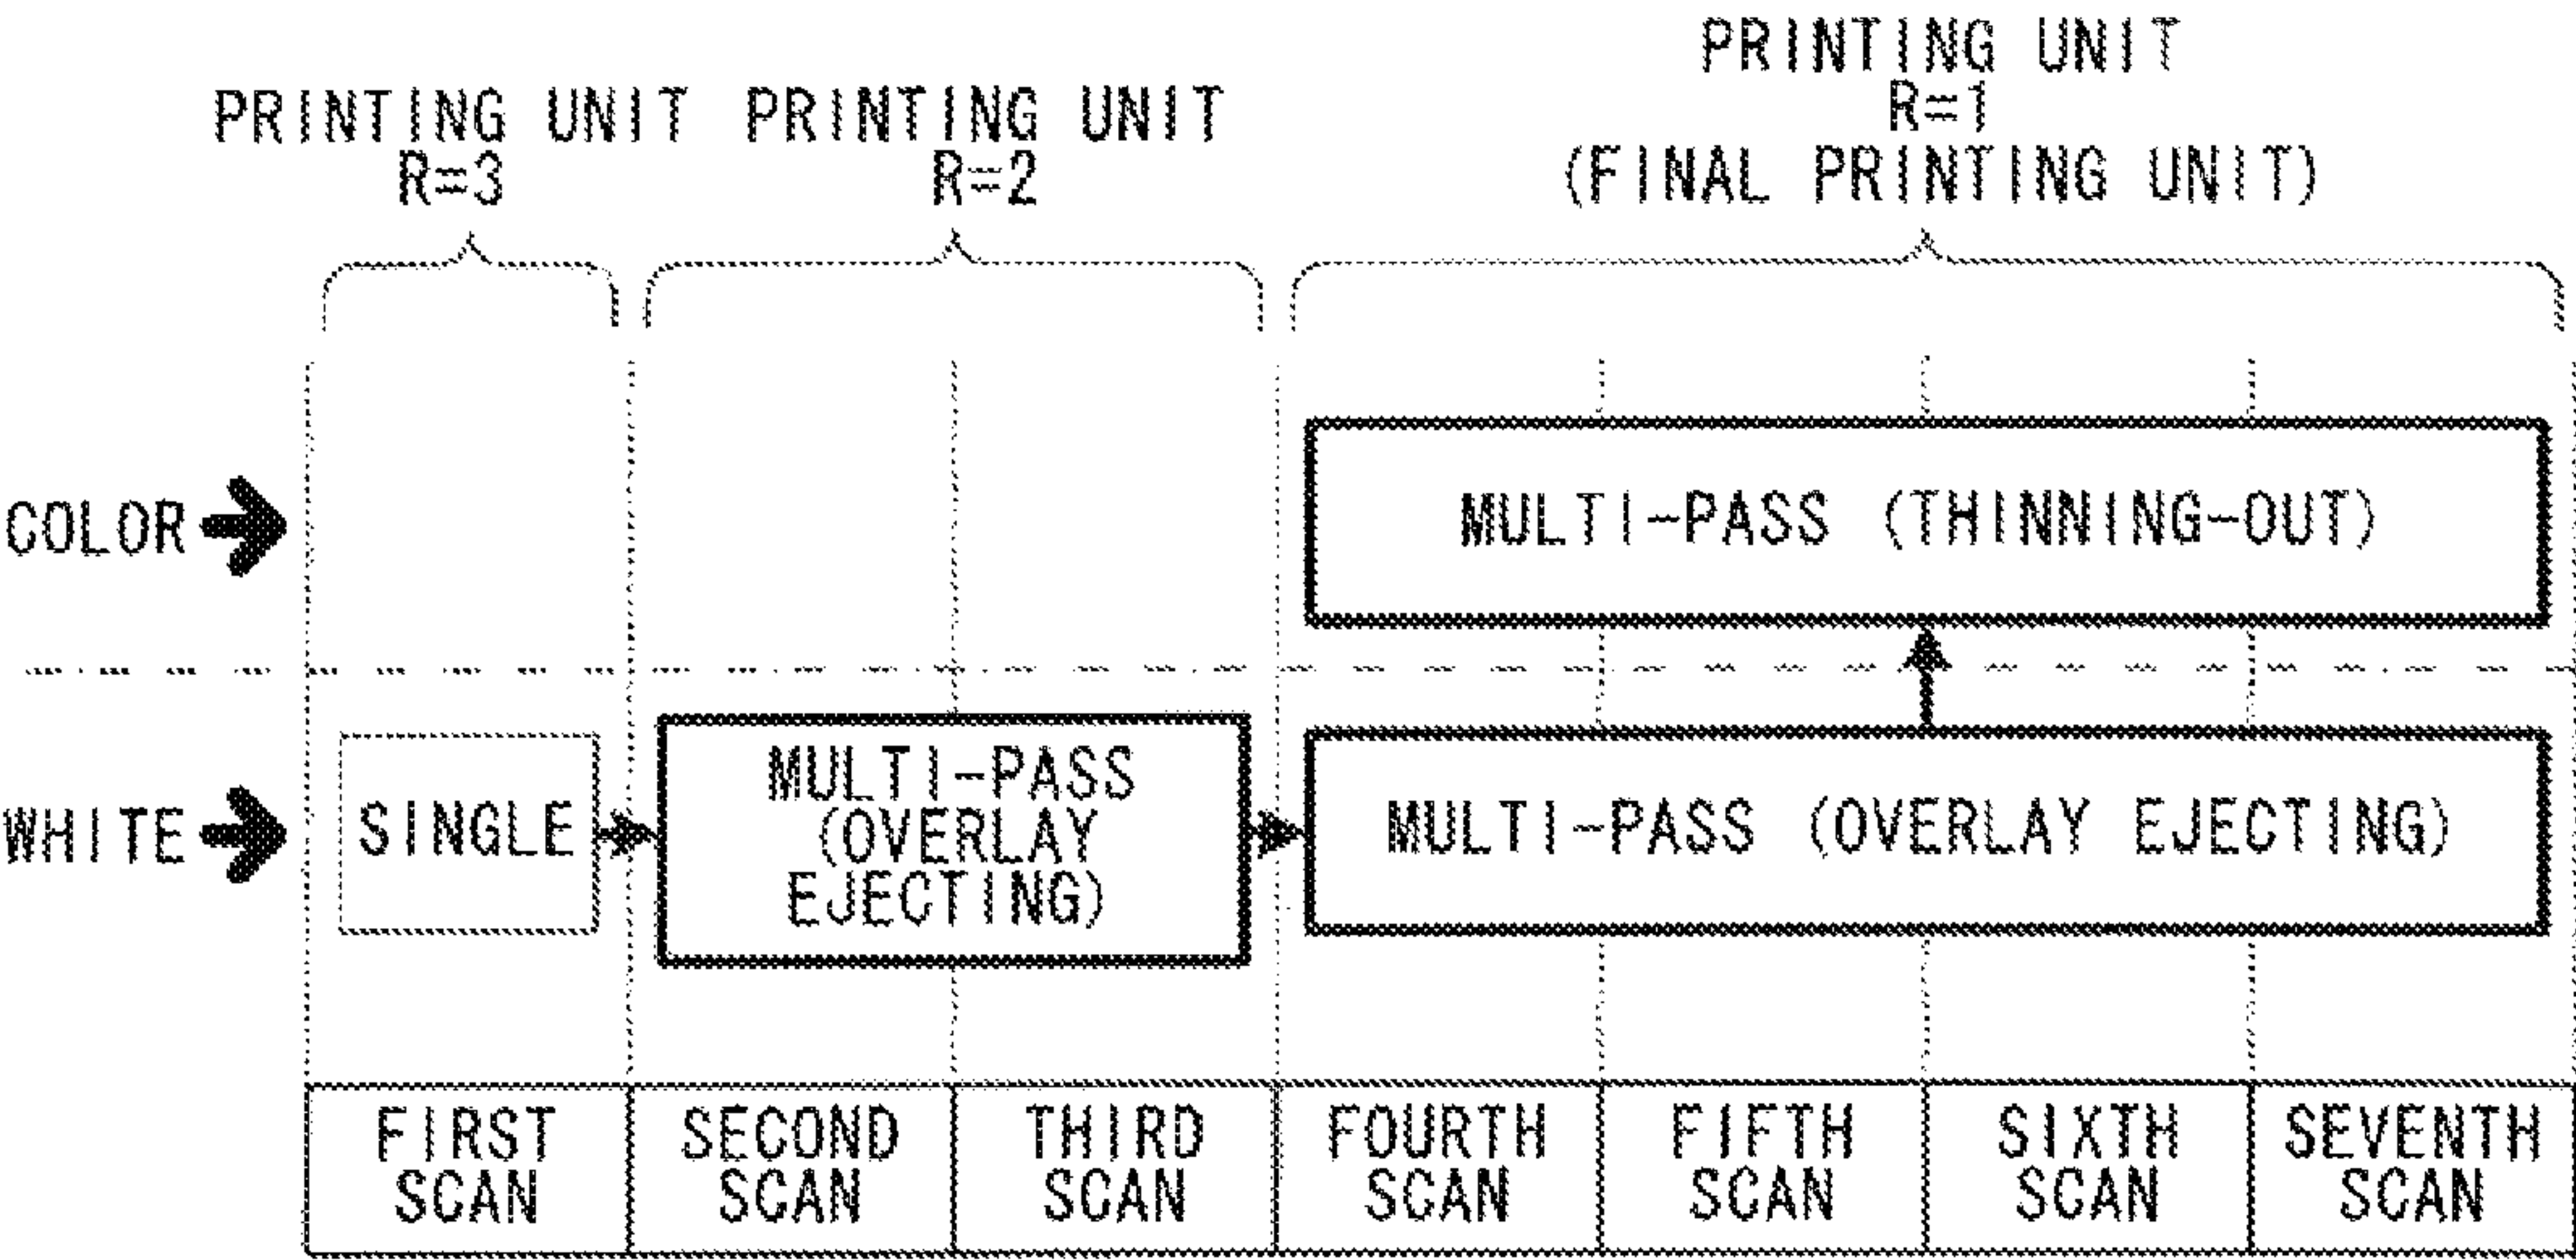 PRINTING UNIT
R=3
PRINTING UNIT
R=2
PRINTING UNIT
R=1
(FINAL PRINTING UNIT)
COLOR
MULTI-PASS (THINNING-OUT)
WHITE
SINGLE
MULTI-PASS
(OVERLAY
EJECTING)
MULTI-PASS (OVERLAY EJECTING)
FIRST
SCAN
SECOND
SCAN
THIRD
SCAN
FOURTH
SCAN
FIFTH
SCAN
SIXTH
SCAN
SEVENTH
SCAN